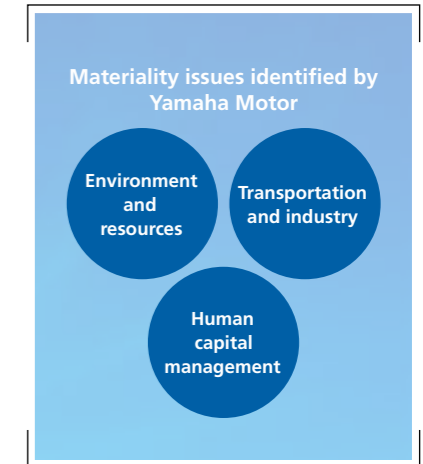 Materiality issues identified by
Yamaha Motor
Environment
and
resources
Transportation
and industry
Human
capital
management